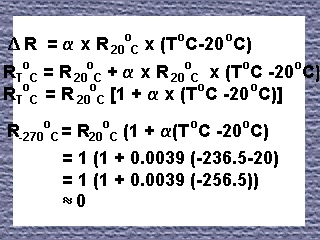 Δ R = α x R20°C x (T°C-20°C)
RT°C = R20°C + α x R20°C x (T°C -20°C)
RT°C = R20°C [1 + α x (T°C -20°C)]
R-270°C = R20°C (1 + α(T°C -20°C)
= 1 (1 + 0.0039 (-236.5-20)
= 1 (1 + 0.0039 (-256.5))
≈ 0